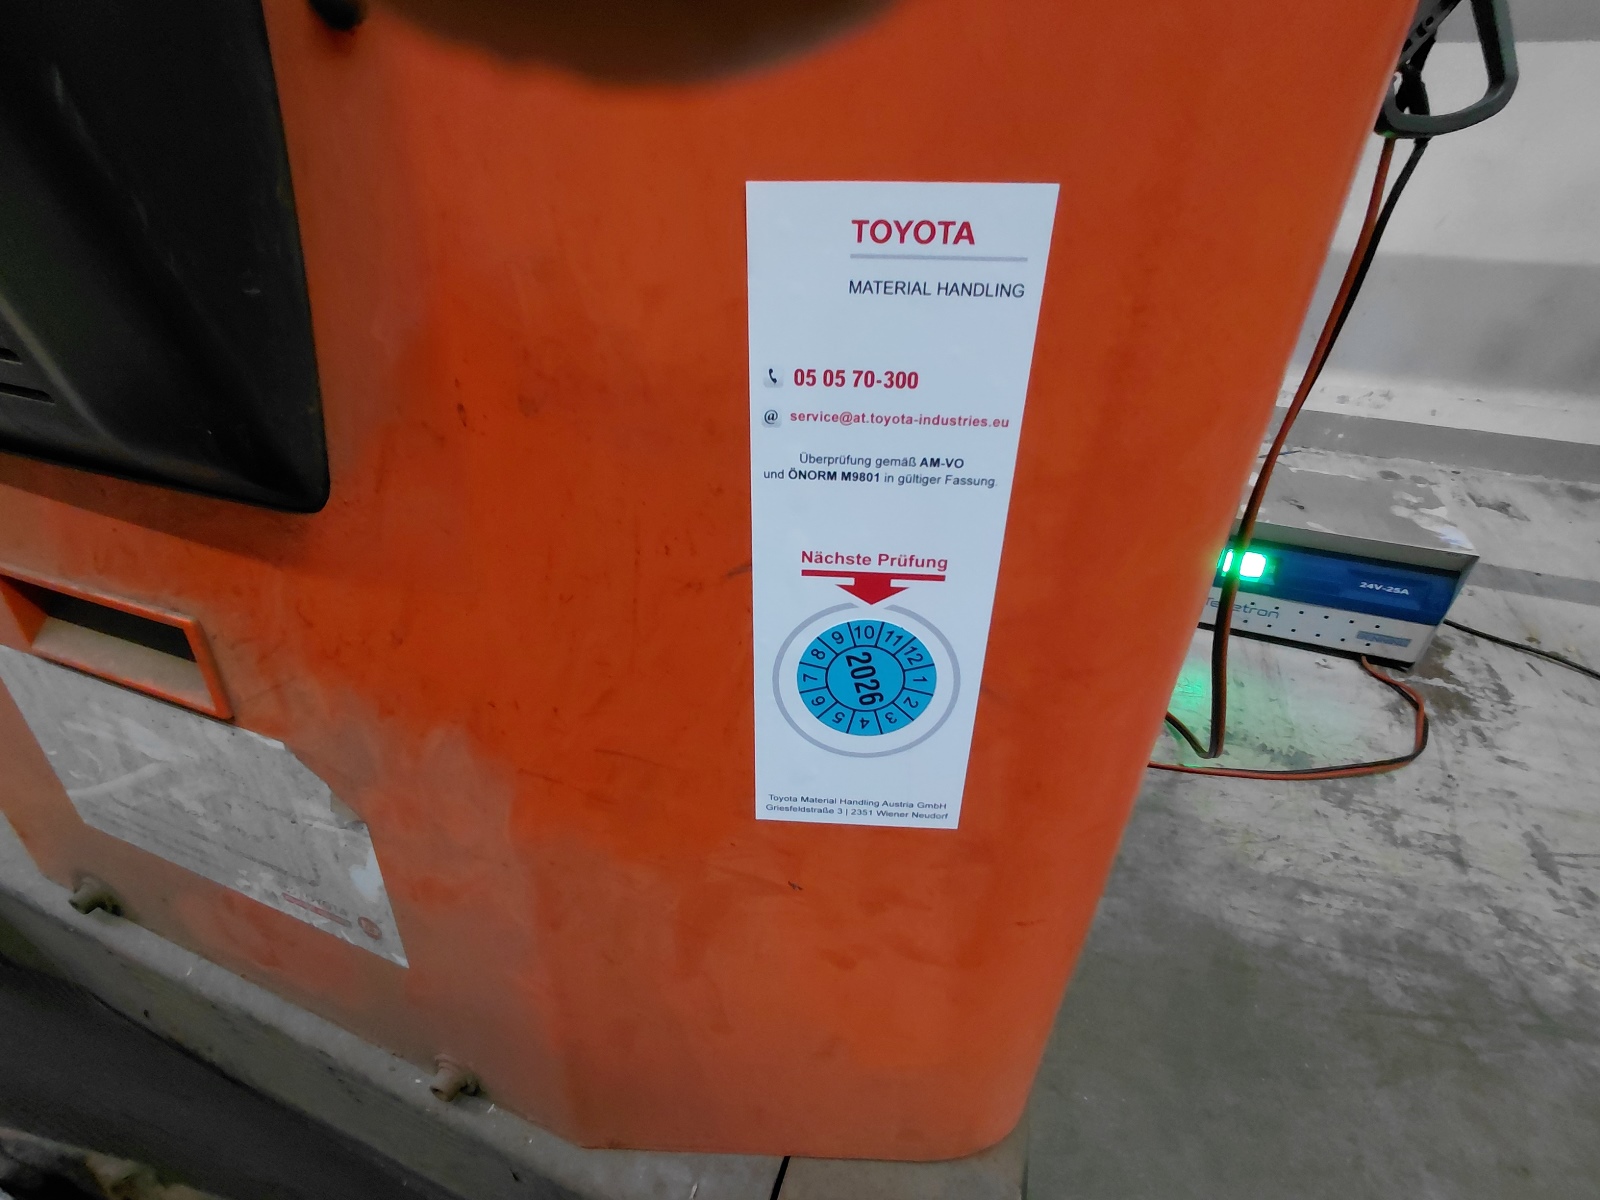 TOYOTA
MATERIAL HANDLING
05 05 70-300
@ service@at.toyota-industries.eu
Überprüfung gemäß AM-VO
und ÖNORM M9801 in gültiger Fassung.
Nächste Prüfung
1 2 3 4 5 6 7 8 9 10 11 12
2026
Toyota Material Handling Austria GmbH
Griesfeldstraße 3 | 2351 Wiener Neudorf
24V-25A
TOYOTA